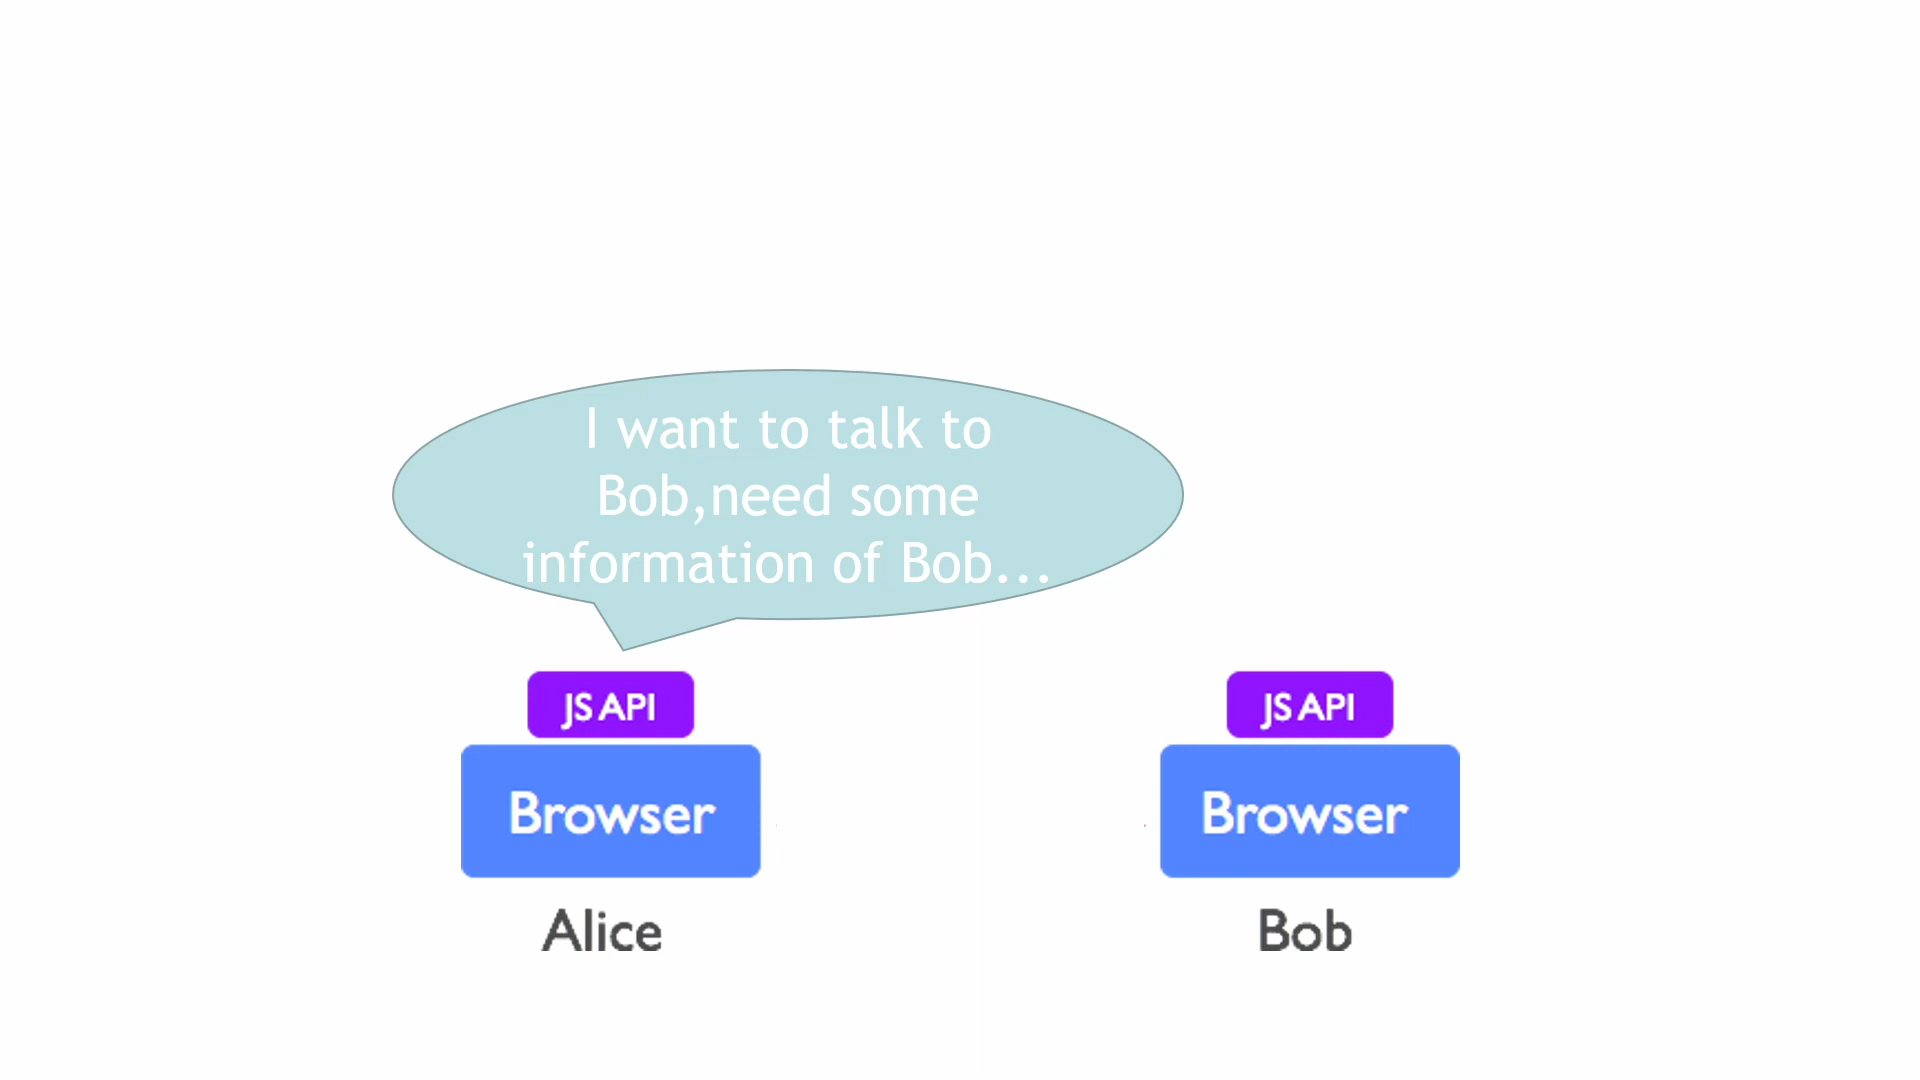 I want to talk to
Bob,need some
information of Bob...
JS API
JS API
Browser
Browser
Alice
Bob